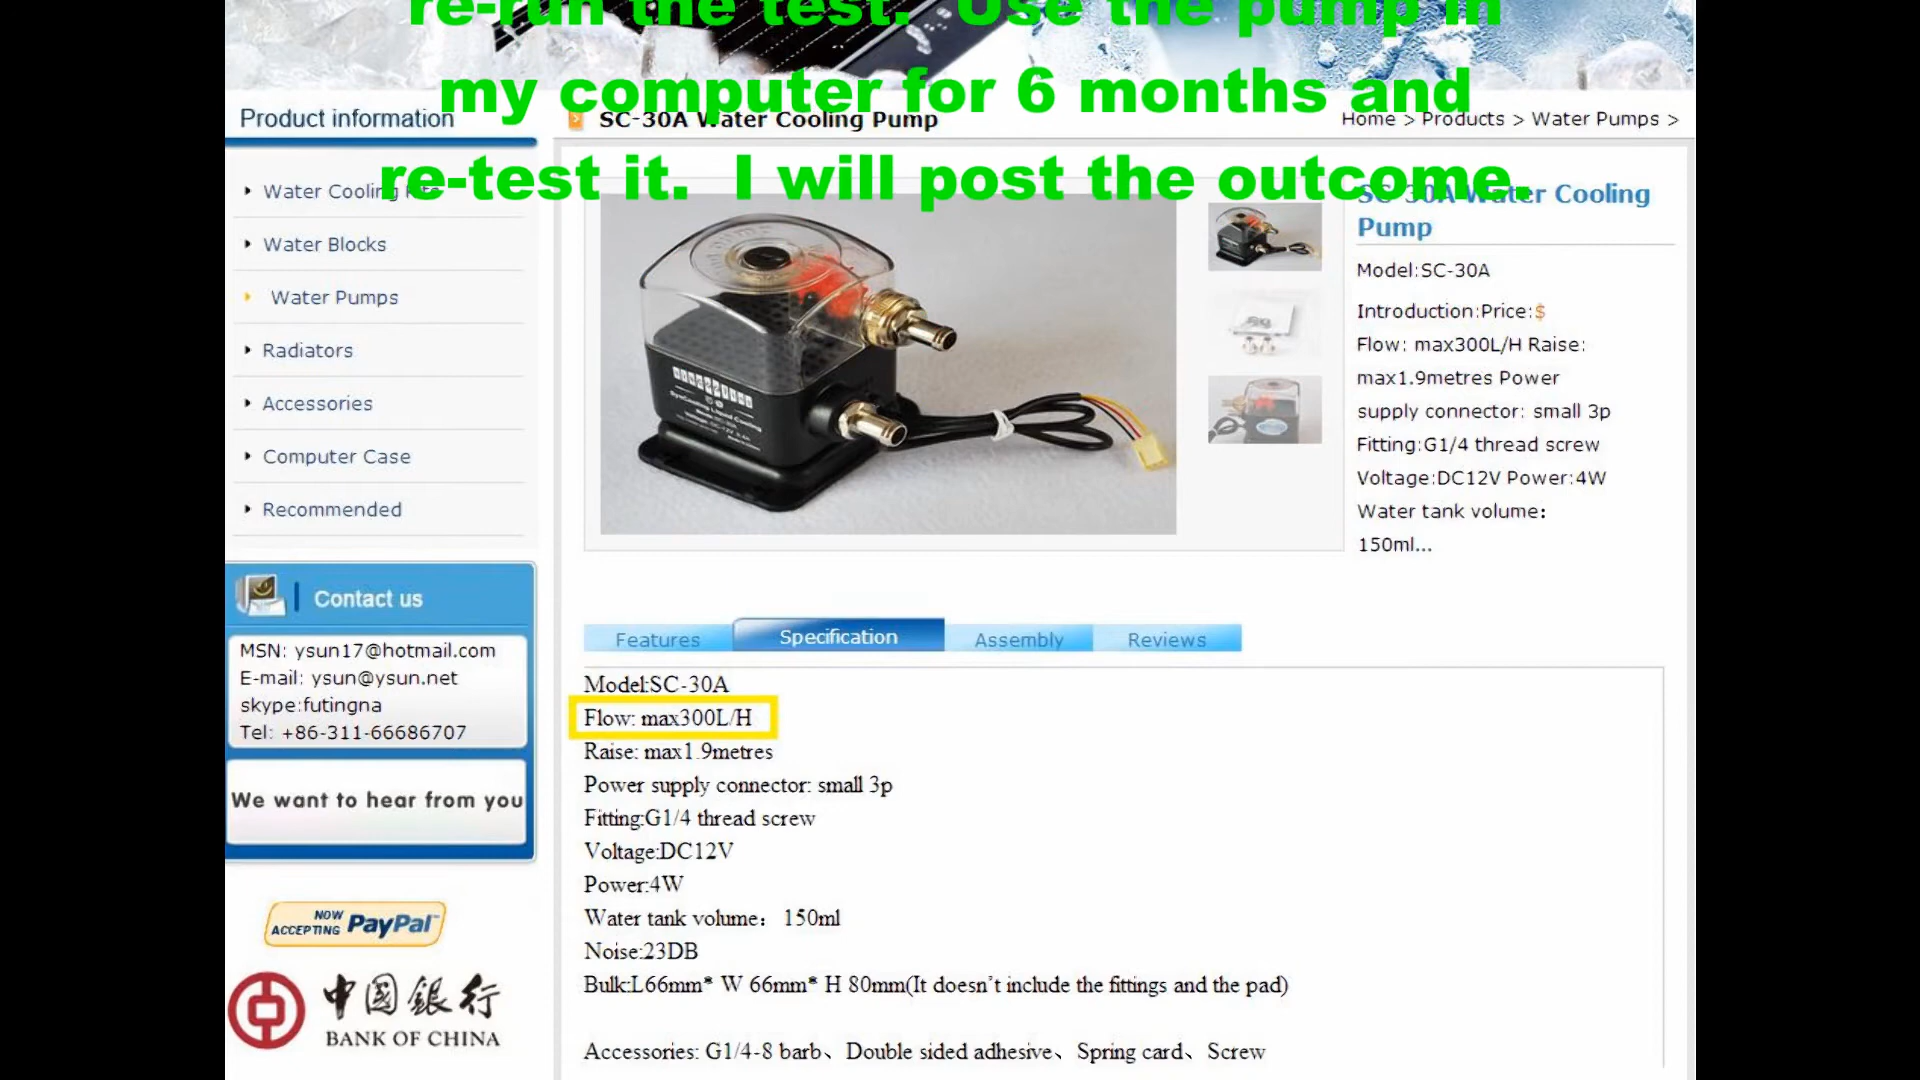 re-run the test. Use the pump in
my computer for 6 months and
re-test it. I will post the outcome.
Product information
SC-30A Water Cooling Pump
Home > Products > Water Pumps >
Water Cooling Kits
Water Blocks
Water Pumps
Radiators
Accessories
Computer Case
Recommended
SC-30A Water Cooling
Pump
Model:SC-30A
Introduction:Price:$
Flow: max300L/H Raise:
max1.9metres Power
supply connector: small 3p
Fitting:G1/4 thread screw
Voltage:DC12V Power:4W
Water tank volume：
150ml...
Contact us
MSN: ysun17@hotmail.com
E-mail: ysun@ysun.net
skype:futingna
Tel: +86-311-66686707
We want to hear from you
NOW
ACCEPTING PayPal
中国銀行
BANK OF CHINA
Features
Specification
Assembly
Reviews
Model:SC-30A
Flow: max300L/H
Raise: max1.9metres
Power supply connector: small 3p
Fitting:G1/4 thread screw
Voltage:DC12V
Power:4W
Water tank volume： 150ml
Noise:23DB
Bulk:L66mm* W 66mm* H 80mm(It doesn't include the fittings and the pad)
Accessories: G1/4-8 barb、Double sided adhesive、Spring card、Screw